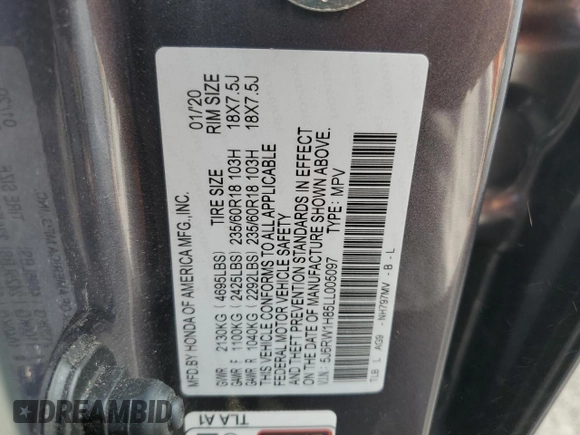 MFD.BY HONDA OF AMERICA MFG.,INC. 01/20
TIRE SIZE RIM SIZE
GVWR 2130KG (4695LBS)
GAWR F 1100KG (2425LBS) 235/60R18 103H 18X7.5J
GAWR R 1040KG (2292LBS) 235/60R18 103H 18X7.5J
THIS VEHICLE CONFORMS TO ALL APPLICABLE
FEDERAL MOTOR VEHICLE SAFETY
AND THEFT PREVENTION STANDARDS IN EFFECT
ON THE DATE OF MANUFACTURE SHOWN ABOVE.
5J6RW1H85LL005097 TYPE: MPV
TLB L AG9 - NH797MV - B - L
TLA A1
DREAMBID